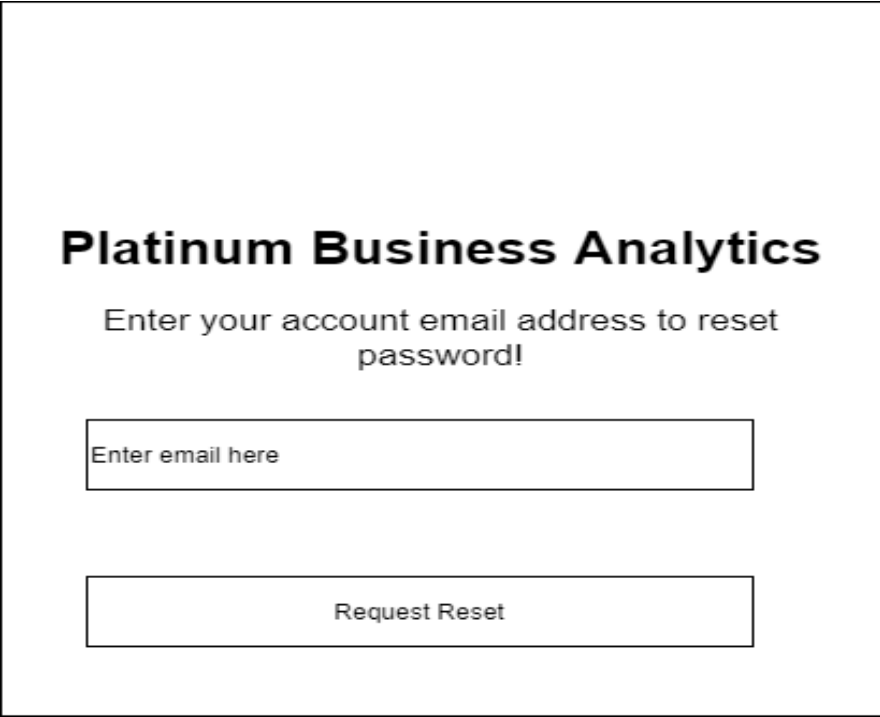 Platinum Business Analytics
Enter your account email address to reset
password!
Enter email here
Request Reset